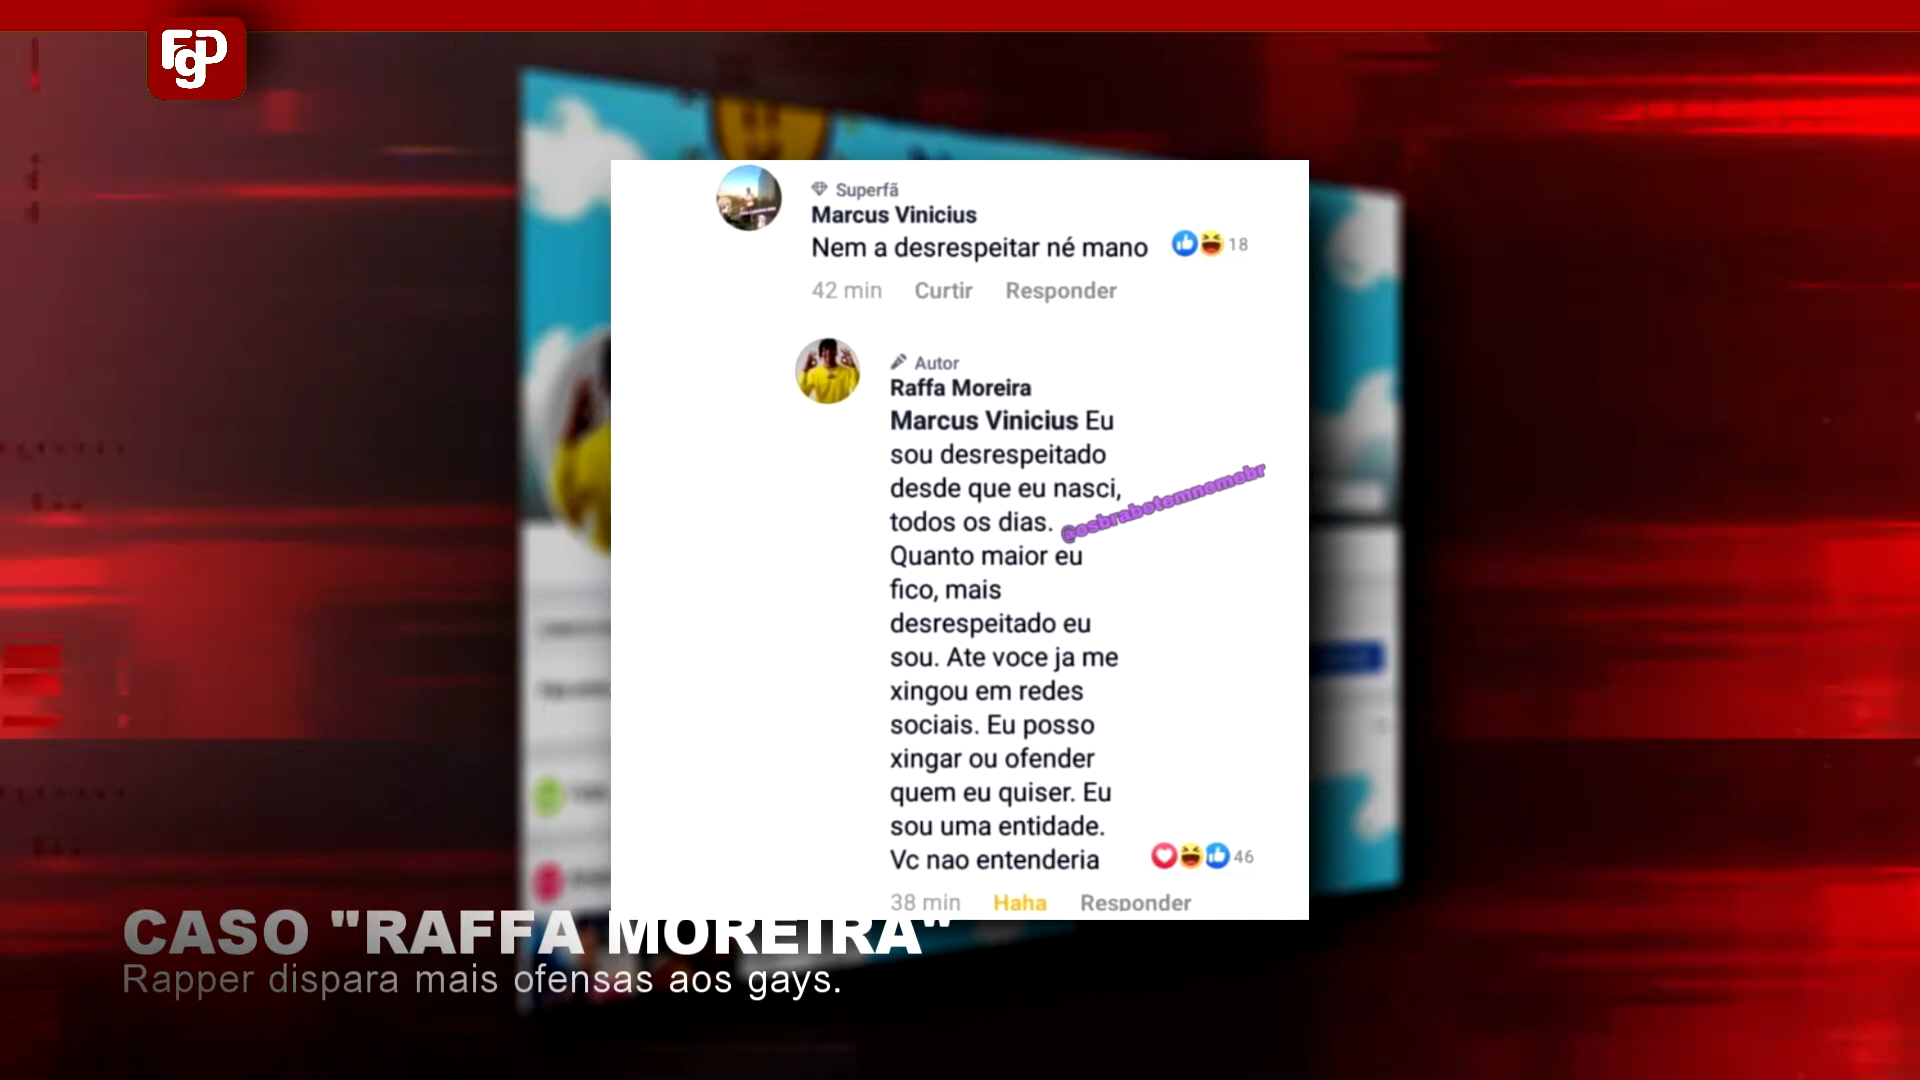 FgP
Superfã
Marcus Vinicius
Nem a desrespeitar né mano
18
42 min Curtir Responder
Autor
Raffa Moreira
Marcus Vinicius Eu
sou desrespeitado
desde que eu nasci,
todos os dias.
@osbrabotemnomebr
Quanto maior eu
fico, mais
desrespeitado eu
sou. Ate voce ja me
xingou em redes
sociais. Eu posso
xingar ou ofender
quem eu quiser. Eu
sou uma entidade.
Vc nao entenderia
46
38 min Haha Responder
CASO "RAFFA MOREIRA"
Rapper dispara mais ofensas aos gays.